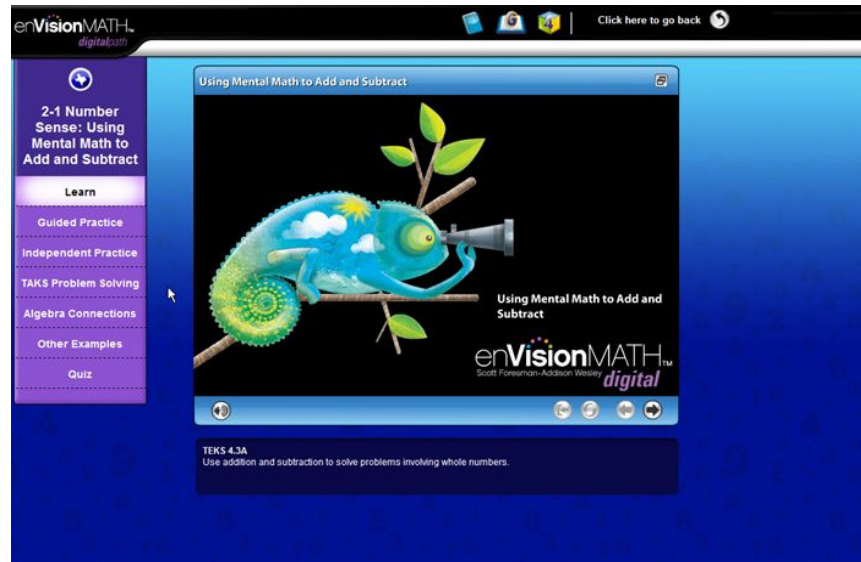 enVisionMATH™
digitalpath
G
4
Click here to go back
2-1 Number
Sense: Using
Mental Math to
Add and Subtract
Learn
Guided Practice
Independent Practice
TAKS Problem Solving
Algebra Connections
Other Examples
Quiz
Using Mental Math to Add and Subtract
Using Mental Math to Add and
Subtract
enVisionMATH™
Scott Foresman-Addison Wesley digital
TEKS 4.3A
Use addition and subtraction to solve problems involving whole numbers.